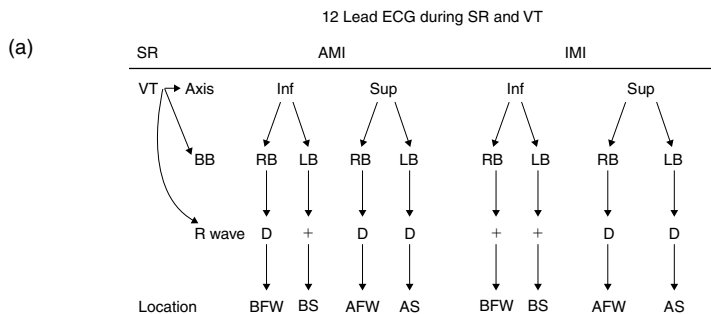 12 Lead ECG during SR and VT
(a)
SR AMI IMI
VT Axis Inf Sup Inf Sup
BB RB LB RB LB RB LB RB LB
R wave D + D D + + D D
Location BFW BS AFW AS BFW BS AFW AS